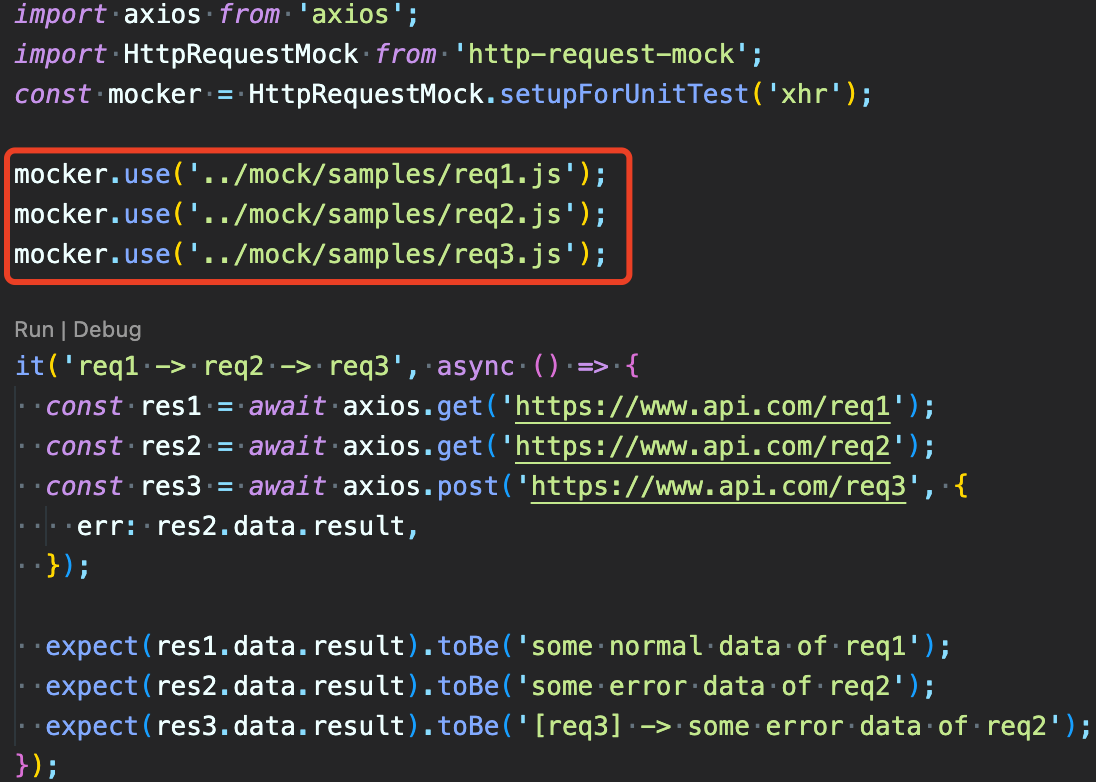 import axios from 'axios';
import HttpRequestMock from 'http-request-mock';
const mocker = HttpRequestMock.setupForUnitTest('xhr');
mocker.use('../mock/samples/req1.js');
mocker.use('../mock/samples/req2.js');
mocker.use('../mock/samples/req3.js');
Run | Debug
it('req1 -> req2 -> req3', async () => {
  const res1 = await axios.get('https://www.api.com/req1');
  const res2 = await axios.get('https://www.api.com/req2');
  const res3 = await axios.post('https://www.api.com/req3', {
    err: res2.data.result,
  });
  expect(res1.data.result).toBe('some normal data of req1');
  expect(res2.data.result).toBe('some error data of req2');
  expect(res3.data.result).toBe('[req3] -> some error data of req2');
});